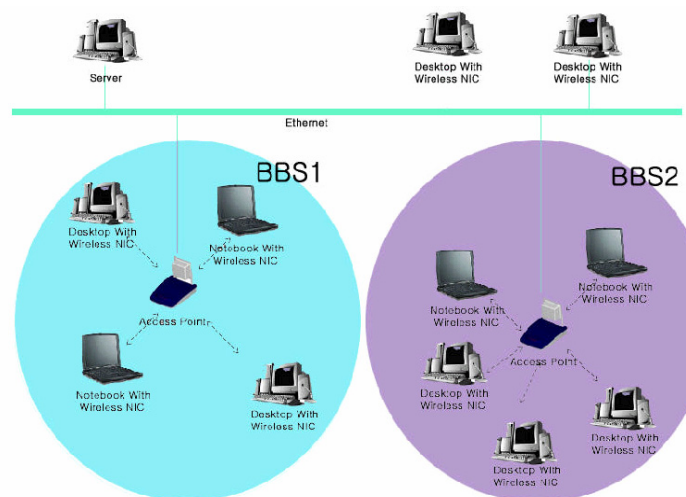 Server
Desktop With
Wireless NIC
Desktop With
Wireless NIC
Ethernet
BBS1
Desktop With
Wireless NIC
Notebook With
Wireless NIC
Access Point
Notebook With
Wireless NIC
Desktop With
Wireless NIC
BBS2
Notebook With
Wireless NIC
Notebook With
Wireless NIC
Access Point
Desktop With
Wireless NIC
Desktop With
Wireless NIC
Desktop With
Wireless NIC